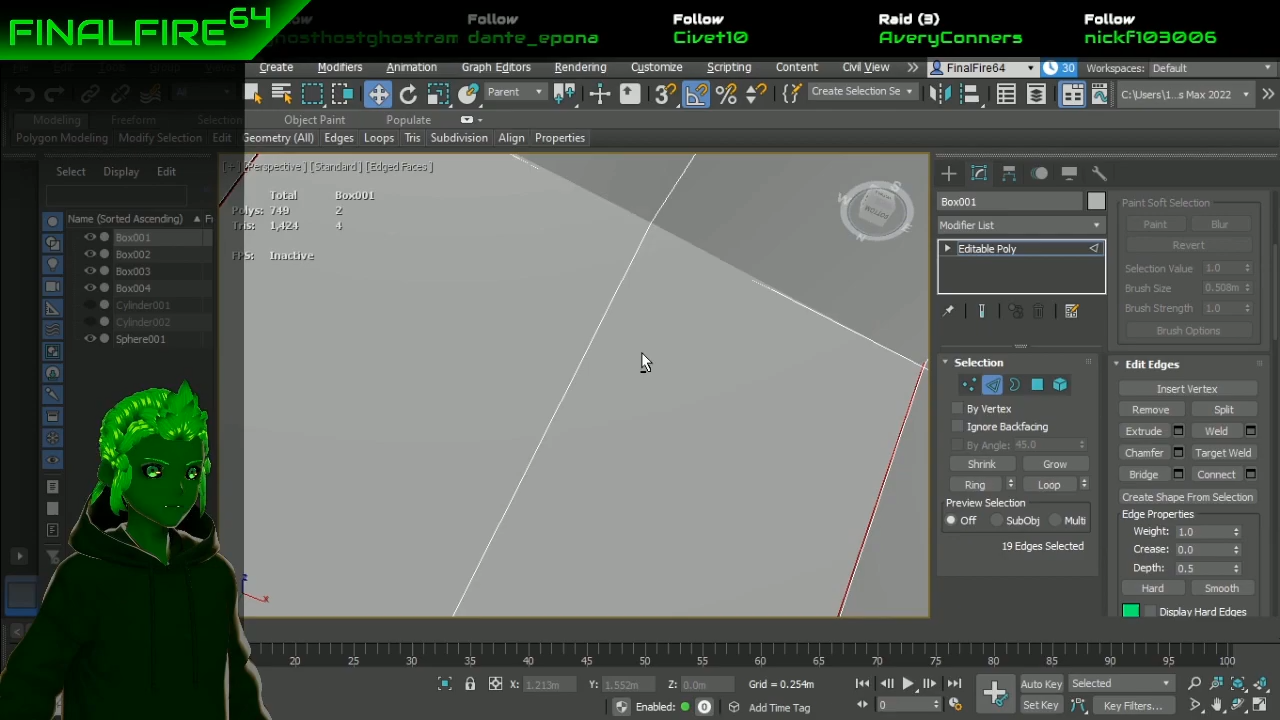 FINALFIRE64
Follow
dante_epona
Follow
Civet10
Raid (3)
AveryConners
Follow
nickf103006
Create Modifiers Animation Graph Editors Rendering Customize Scripting Content Civil View FinalFire64 30 Workspaces: Default
All Parent Create Selection Se C:\Users\1...s Max 2022
Modeling Freeform Selection Object Paint Populate
Polygon Modeling Modify Selection Edit Geometry (All) Edges Loops Tris Subdivision Align Properties
Select Display Edit
Name (Sorted Ascending)
Box001
Box002
Box003
Box004
Cylinder001
Cylinder002
Sphere001
[+] [Perspective] [Standard] [Edged Faces]
Total Box001
Polys: 749 2
Tris: 1,424 4
FPS: Inactive
Box001
Modifier List
Editable Poly
Selection
By Vertex
Ignore Backfacing
By Angle: 45.0
Shrink Grow
Ring Loop
Preview Selection
Off SubObj Multi
19 Edges Selected
Paint Soft Selection
Paint Blur
Revert
Selection Value 1.0
Brush Size 0.508m
Brush Strength 1.0
Brush Options
Edit Edges
Insert Vertex
Remove Split
Extrude Weld
Chamfer Target Weld
Bridge Connect
Create Shape From Selection
Edge Properties
Weight: 1.0
Crease: 0.0
Depth: 0.5
Hard Smooth
Display Hard Edges
20 25 30 35 40 45 50 55 60 65 70 75 80 85 90 95 100
X: 1.213m Y: 1.552m Z: 0.0m Grid = 0.254m
Auto Key Selected
Enabled: 0 Add Time Tag
0
Set Key Key Filters...